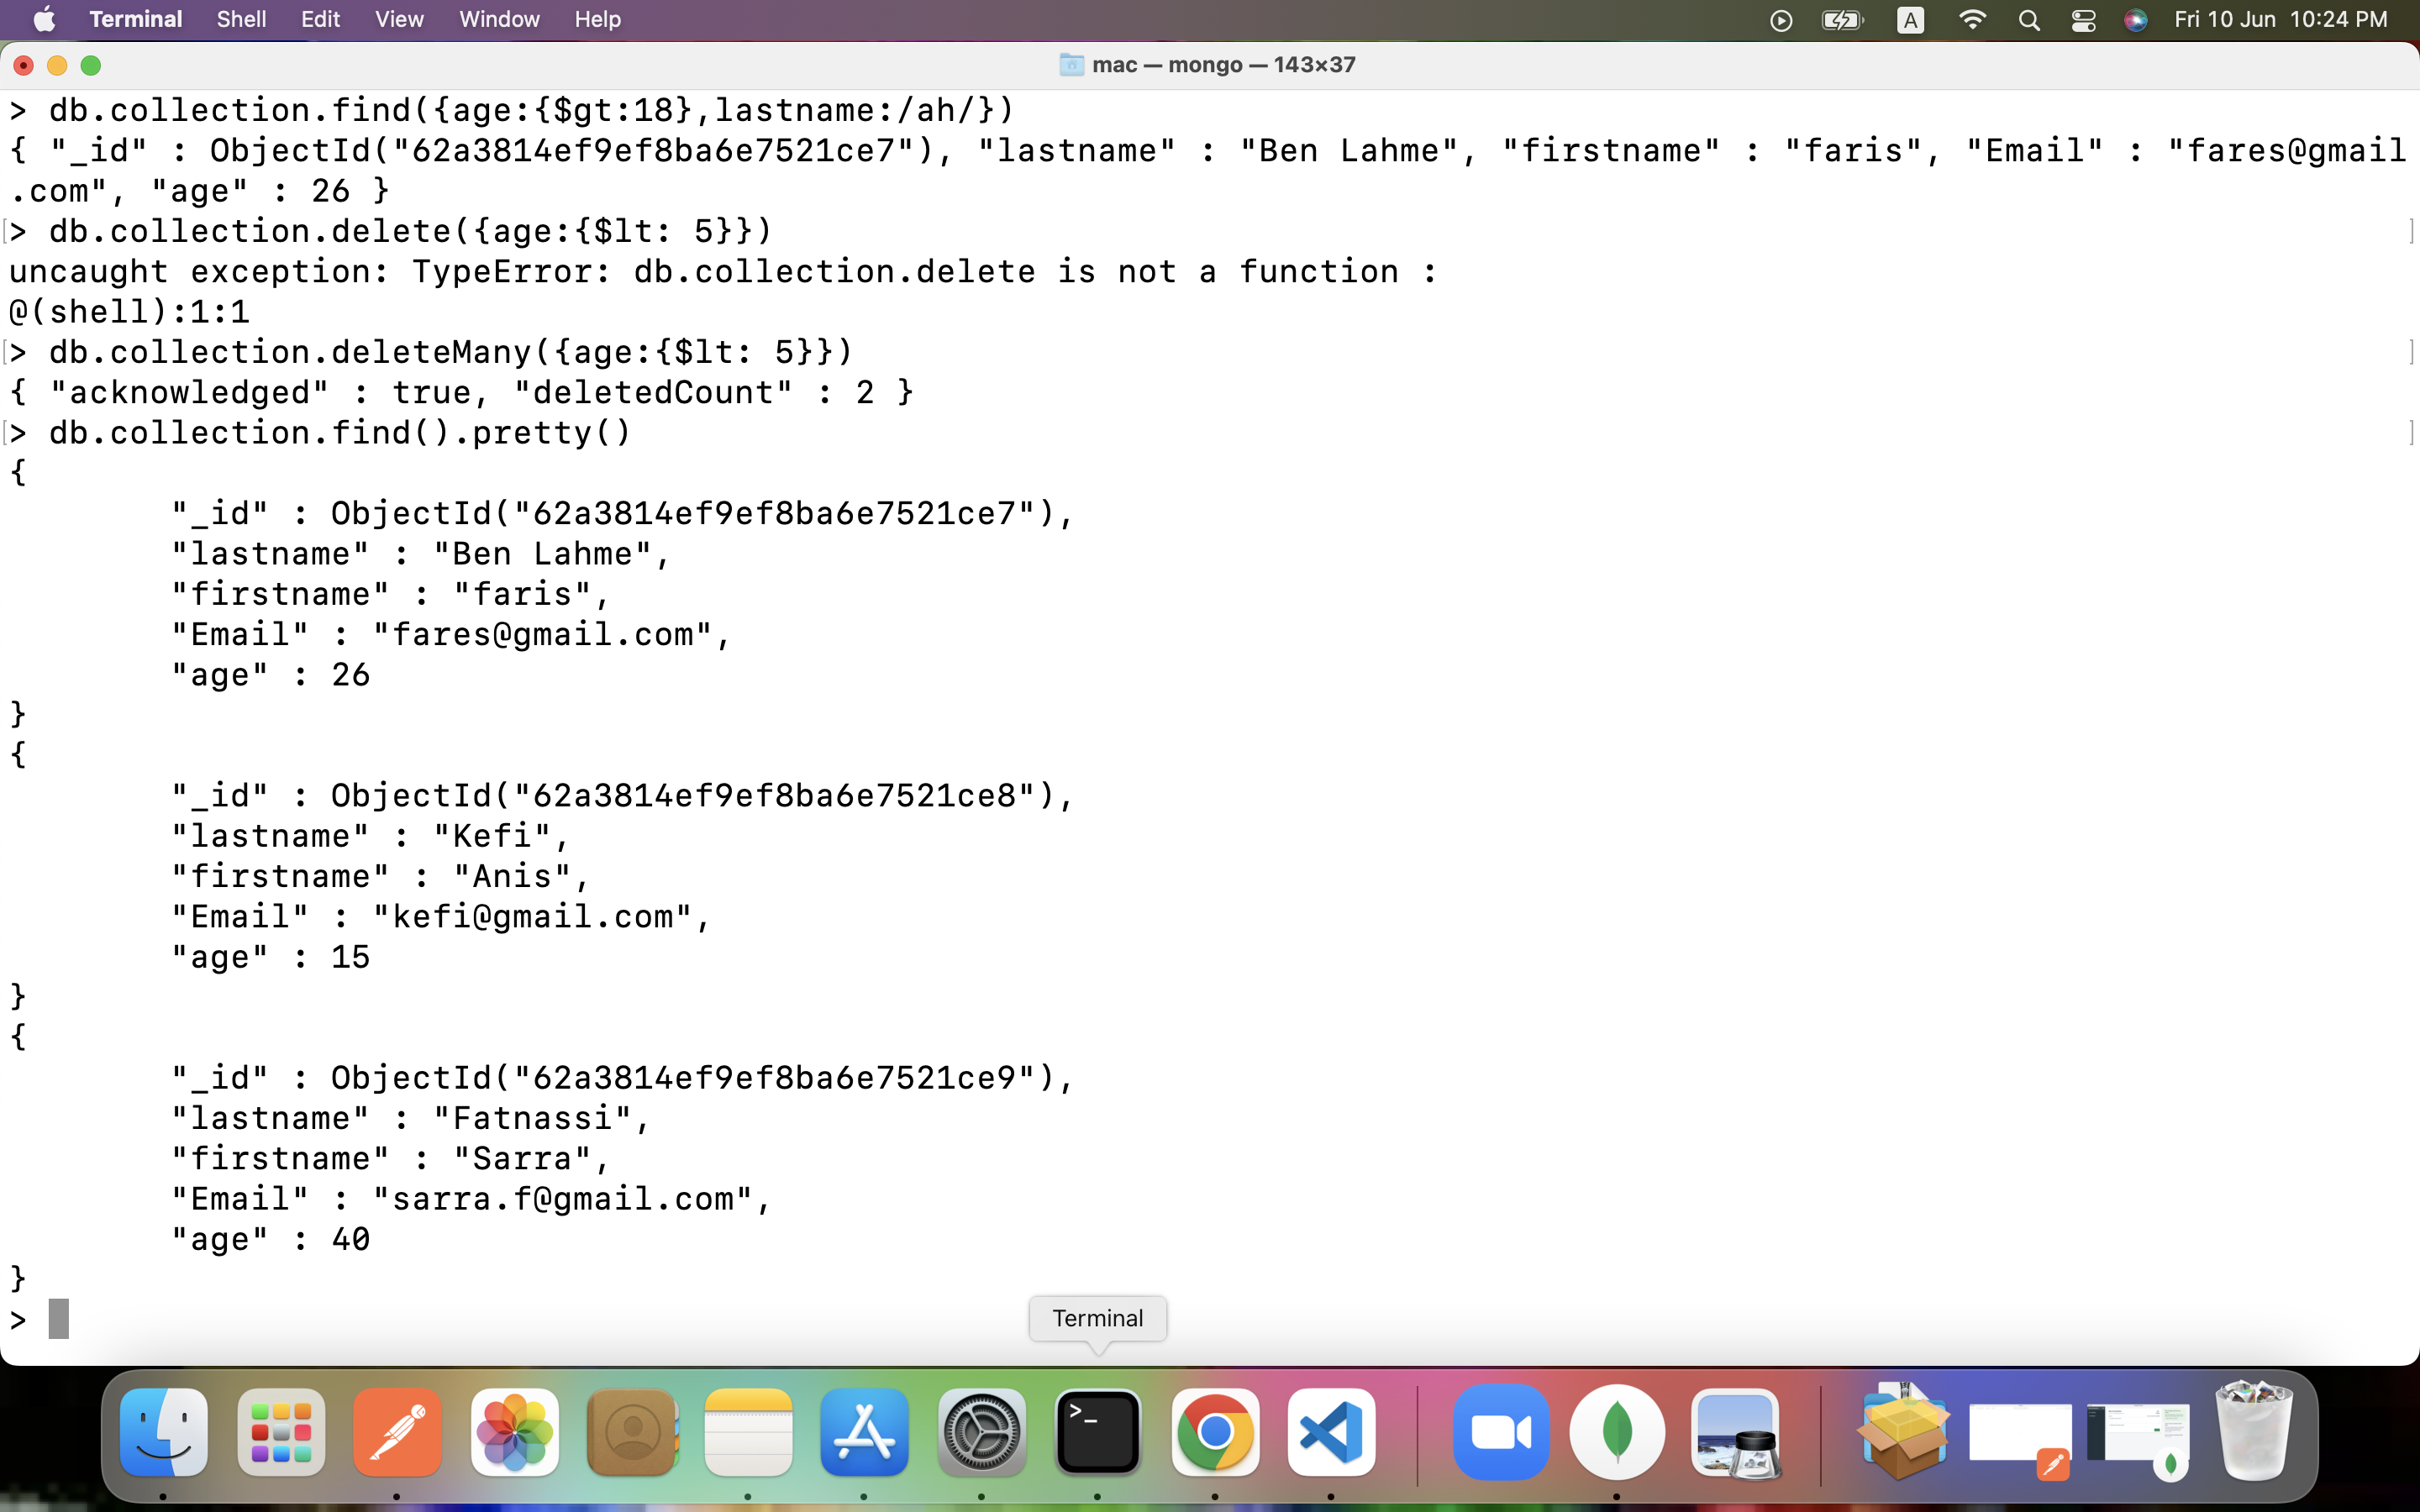 Terminal Shell Edit View Window Help A Fri 10 Jun 10:24 PM
mac — mongo — 143×37
> db.collection.find({age:{$gt:18},lastname:/ah/})
{ "_id" : ObjectId("62a3814ef9ef8ba6e7521ce7"), "lastname" : "Ben Lahme", "firstname" : "faris", "Email" : "fares@gmail
.com", "age" : 26 }
[> db.collection.delete({age:{$lt: 5}}) ]
uncaught exception: TypeError: db.collection.delete is not a function :
@(shell):1:1
[> db.collection.deleteMany({age:{$lt: 5}}) ]
{ "acknowledged" : true, "deletedCount" : 2 }
[> db.collection.find().pretty() ]
{
"_id" : ObjectId("62a3814ef9ef8ba6e7521ce7"),
"lastname" : "Ben Lahme",
"firstname" : "faris",
"Email" : "fares@gmail.com",
"age" : 26
}
{
"_id" : ObjectId("62a3814ef9ef8ba6e7521ce8"),
"lastname" : "Kefi",
"firstname" : "Anis",
"Email" : "kefi@gmail.com",
"age" : 15
}
{
"_id" : ObjectId("62a3814ef9ef8ba6e7521ce9"),
"lastname" : "Fatnassi",
"firstname" : "Sarra",
"Email" : "sarra.f@gmail.com",
"age" : 40
}
>
Terminal
>_